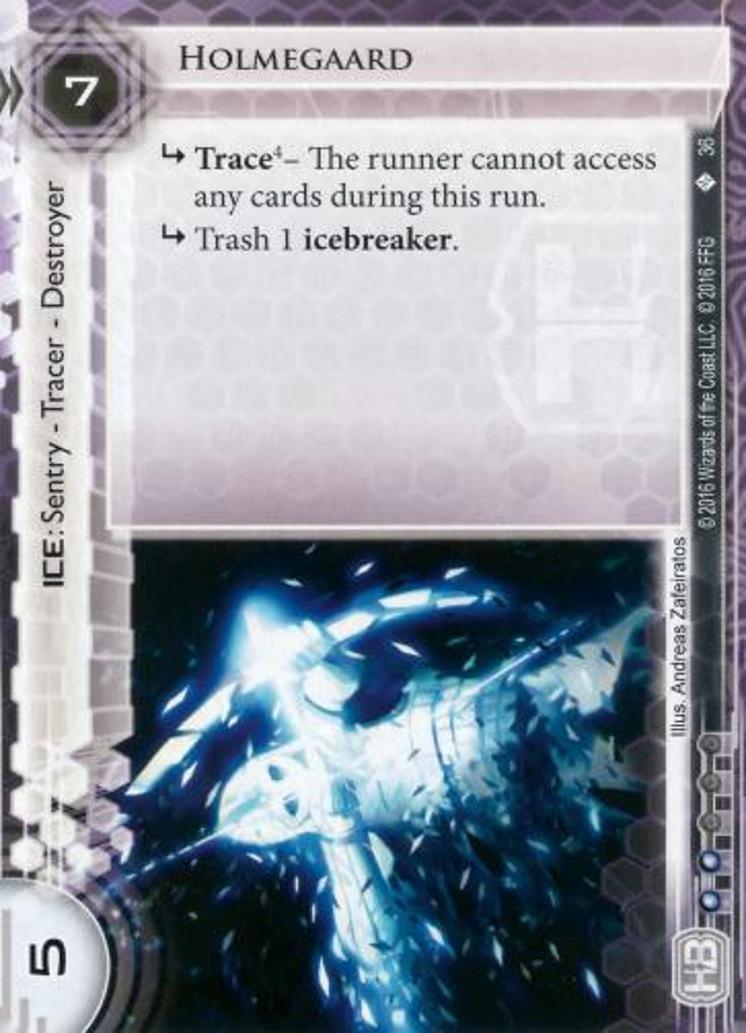 7
HOLMEGAARD
↳ Trace⁴– The runner cannot access
any cards during this run.
↳ Trash 1 icebreaker.
ICE: Sentry - Tracer - Destroyer
36
© 2016 Wizards of the Coast LLC. © 2016 FFG
Illus. Andreas Zafeiratos
5
HB